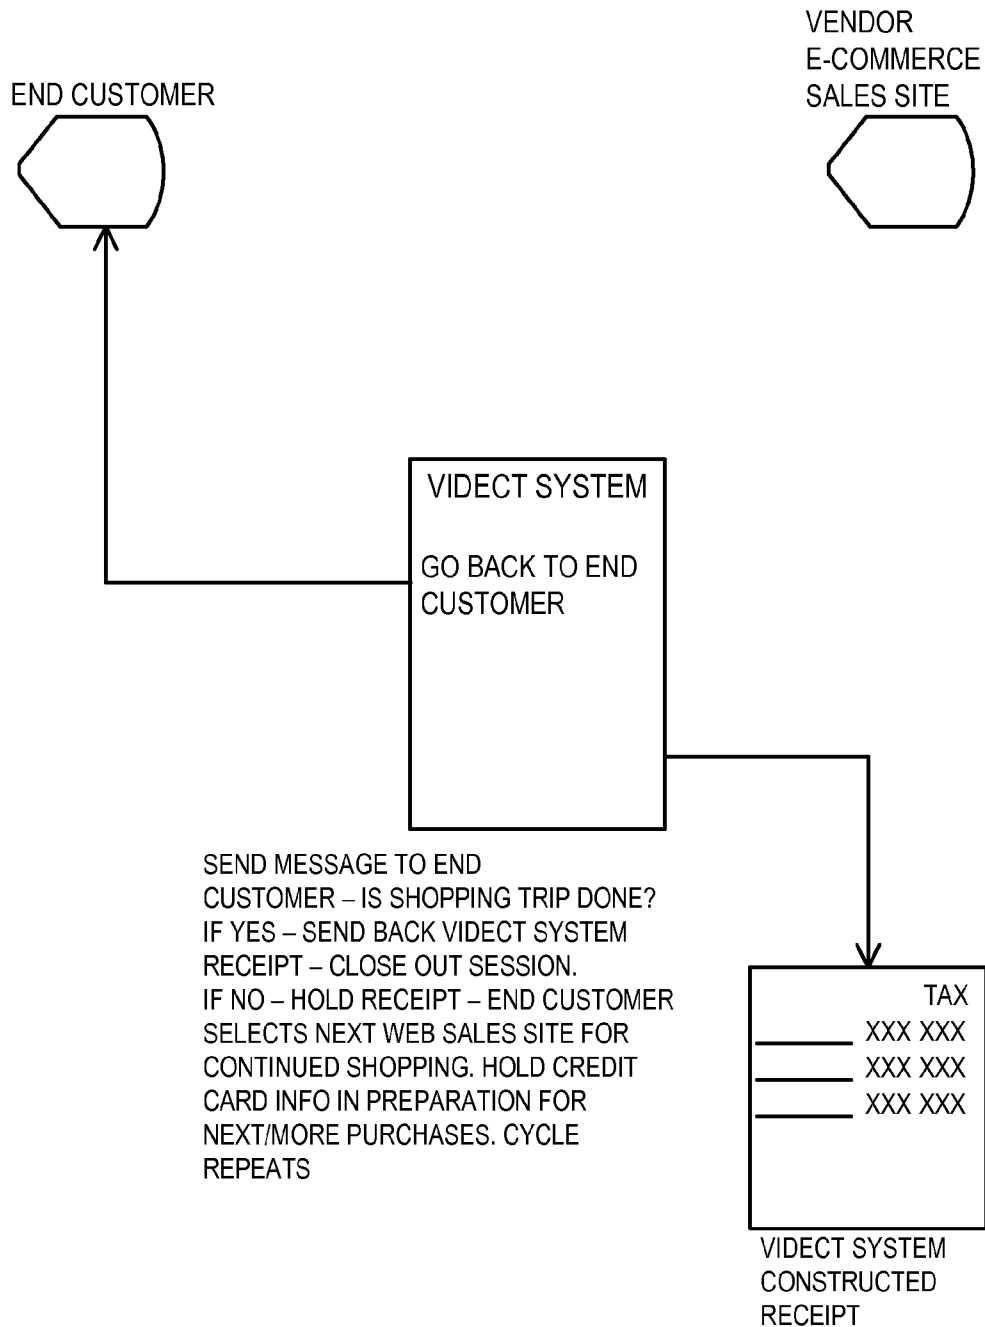 VENDOR
E-COMMERCE
SALES SITE
END CUSTOMER
VIDECT SYSTEM
GO BACK TO END
CUSTOMER
SEND MESSAGE TO END
CUSTOMER – IS SHOPPING TRIP DONE?
IF YES – SEND BACK VIDECT SYSTEM
RECEIPT – CLOSE OUT SESSION.
IF NO – HOLD RECEIPT – END CUSTOMER
SELECTS NEXT WEB SALES SITE FOR
CONTINUED SHOPPING. HOLD CREDIT
CARD INFO IN PREPARATION FOR
NEXT/MORE PURCHASES. CYCLE
REPEATS
TAX
XXX XXX
XXX XXX
XXX XXX
VIDECT SYSTEM
CONSTRUCTED
RECEIPT